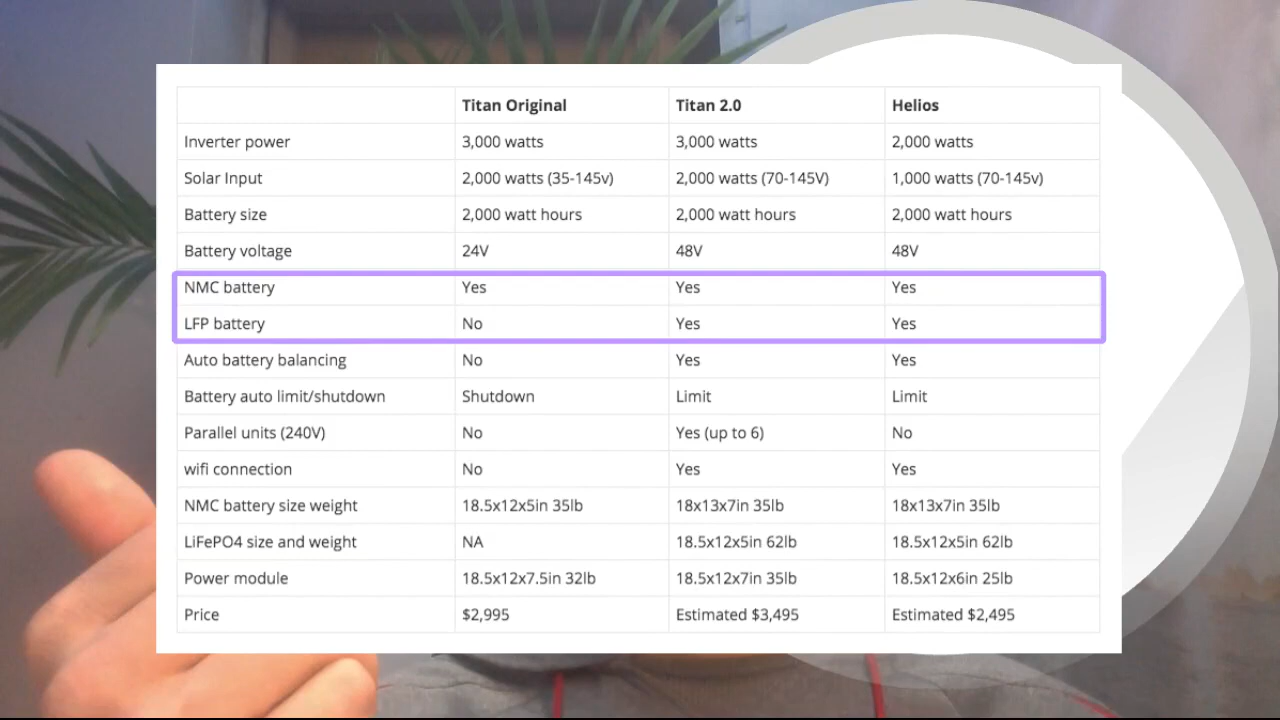 Titan Original Titan 2.0 Helios
Inverter power 3,000 watts 3,000 watts 2,000 watts
Solar Input 2,000 watts (35-145v) 2,000 watts (70-145V) 1,000 watts (70-145v)
Battery size 2,000 watt hours 2,000 watt hours 2,000 watt hours
Battery voltage 24V 48V 48V
NMC battery Yes Yes Yes
LFP battery No Yes Yes
Auto battery balancing No Yes Yes
Battery auto limit/shutdown Shutdown Limit Limit
Parallel units (240V) No Yes (up to 6) No
wifi connection No Yes Yes
NMC battery size weight 18.5x12x5in 35lb 18x13x7in 35lb 18x13x7in 35lb
LiFePO4 size and weight NA 18.5x12x5in 62lb 18.5x12x5in 62lb
Power module 18.5x12x7.5in 32lb 18.5x12x7in 35lb 18.5x12x6in 25lb
Price $2,995 Estimated $3,495 Estimated $2,495